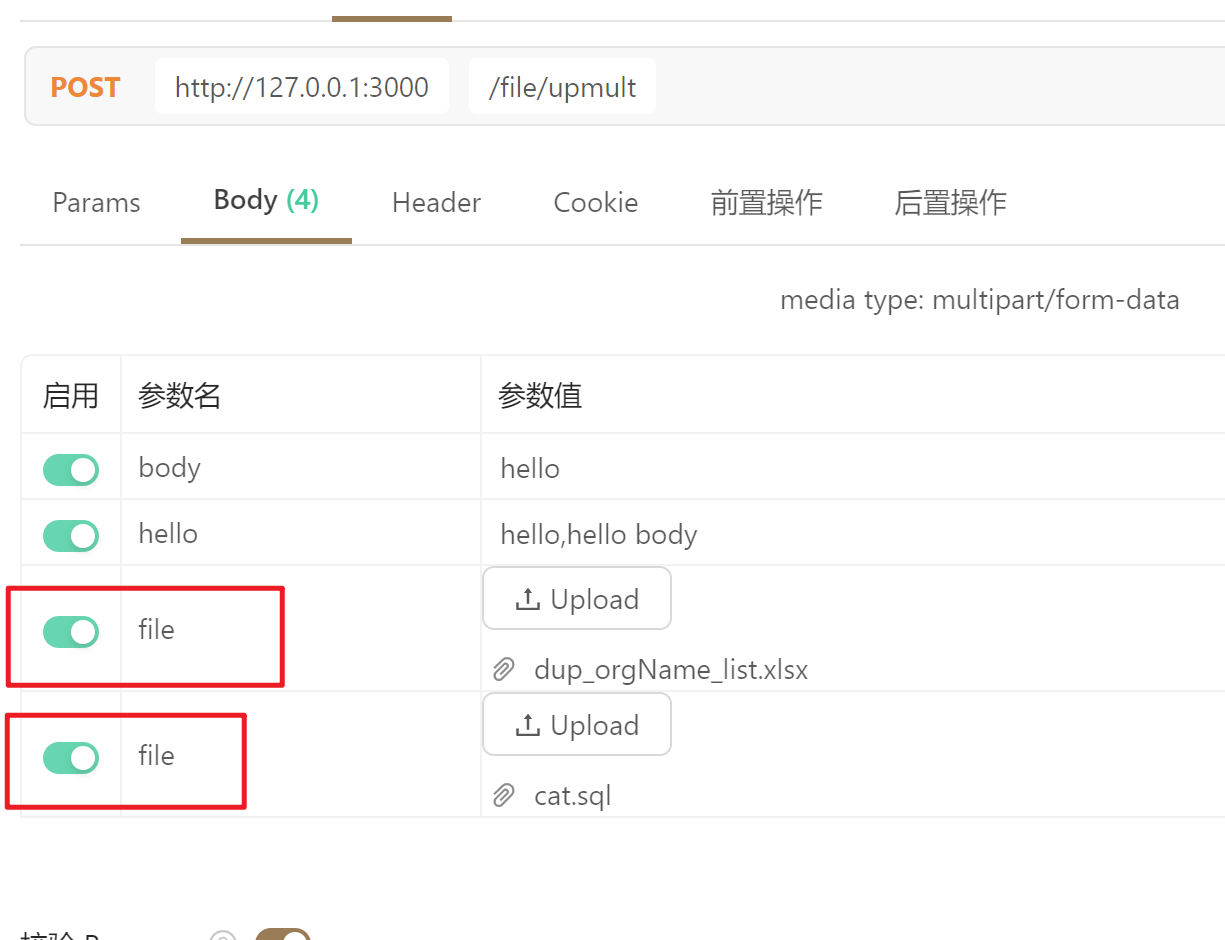 POST http://127.0.0.1:3000 /file/upmult
Params Body (4) Header Cookie 前置操作 后置操作
media type: multipart/form-data
启用 参数名 参数值
body hello
hello hello,hello body
Upload
file
dup_orgName_list.xlsx
Upload
file
cat.sql